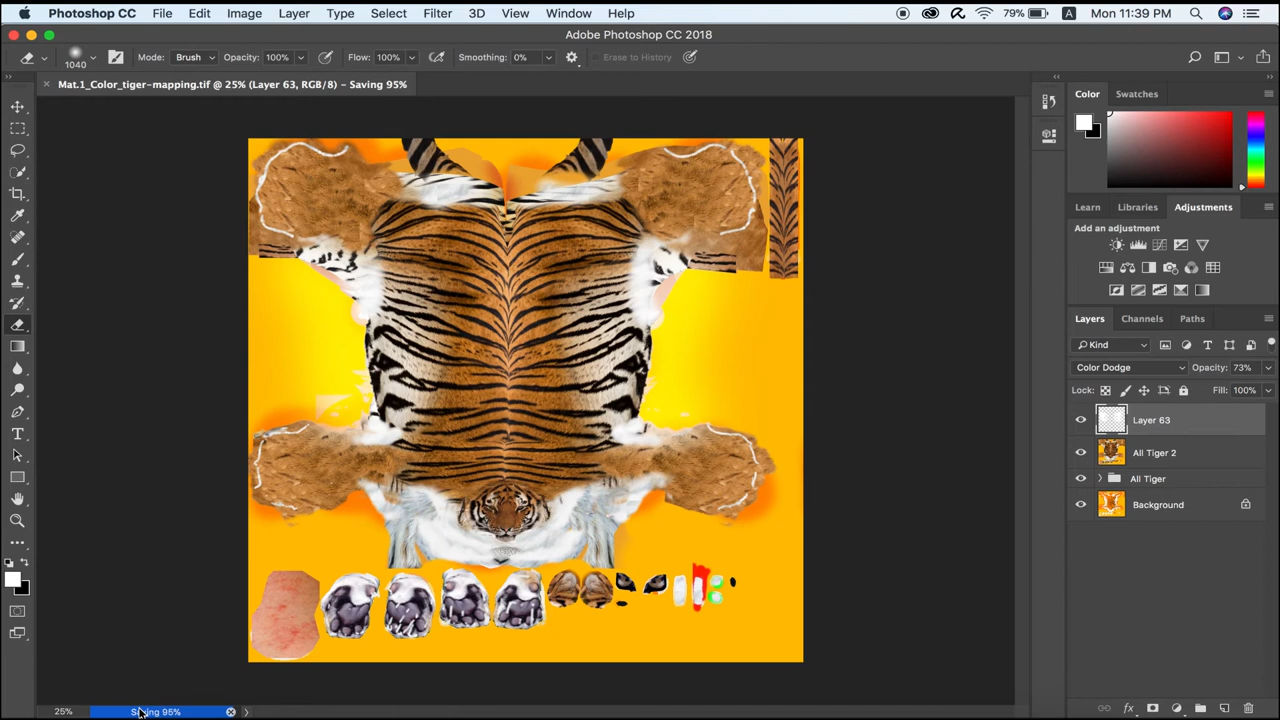 Photoshop CC File Edit Image Layer Type Select Filter 3D View Window Help 79% A Mon 11:39 PM
Adobe Photoshop CC 2018
1040 Mode: Brush Opacity: 100% Flow: 100% Smoothing: 0% Erase to History
Mat.1_Color_tiger-mapping.tif @ 25% (Layer 63, RGB/8) – Saving 95%
Color Swatches
Learn Libraries Adjustments
Add an adjustment
Layers Channels Paths
Kind
Color Dodge Opacity: 73%
Lock: Fill: 100%
Layer 63
All Tiger 2
All Tiger
Background
25% Saving 95%